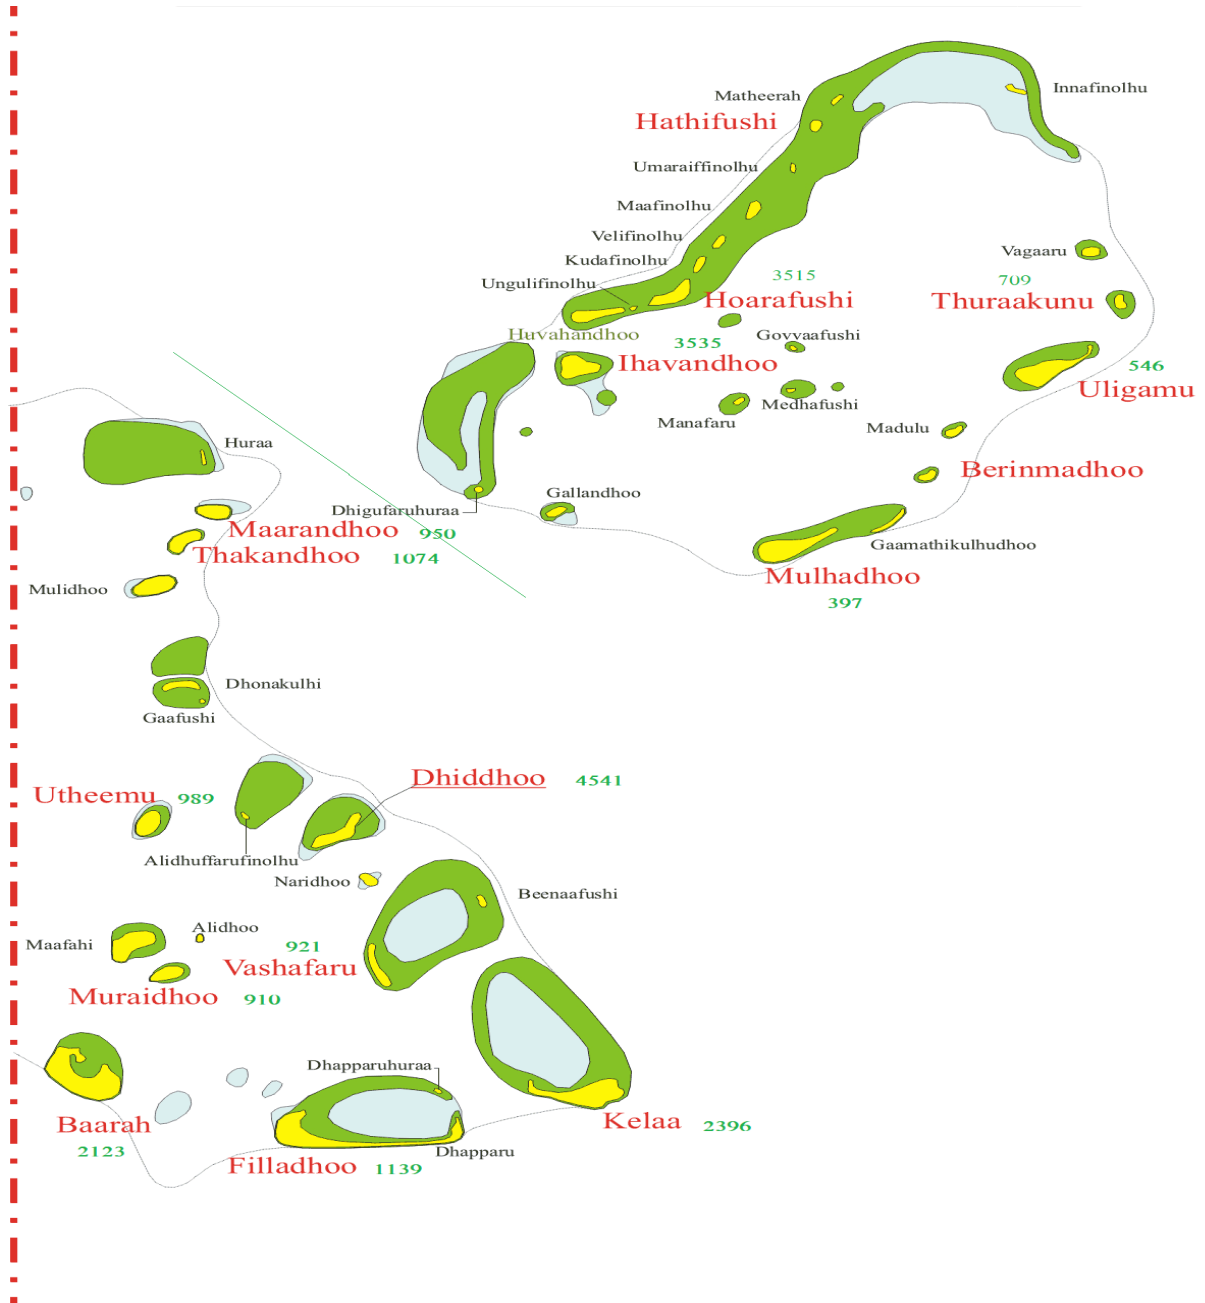 Innafinolhu
Matheerah
Hathifushi
Umaraiffinolhu
Maafinolhu
Velifinolhu
Vagaaru
Kudafinolhu
3515
709
Ungulifinolhu
Hoarafushi
Thuraakunu
Huvahandhoo
3535
Govvaafushi
Ihavandhoo
546
Uligamu
Medhafushi
Manafaru
Madulu
Huraa
Berinmadhoo
Gallandhoo
Dhigufaruhuraa
Maarandhoo 950
Gaamathikulhudhoo
Thakandhoo 1074
Mulhadhoo
Mulidhoo
397
Dhonakulhi
Gaafushi
Dhiddhoo 4541
Utheemu 989
Alidhuffarufinolhu
Naridhoo
Beenaafushi
Alidhoo
Maafahi
921
Vashafaru
Muraidhoo 910
Dhapparuhuraa
Baarah
Kelaa 2396
2123
Dhapparu
Filladhoo 1139